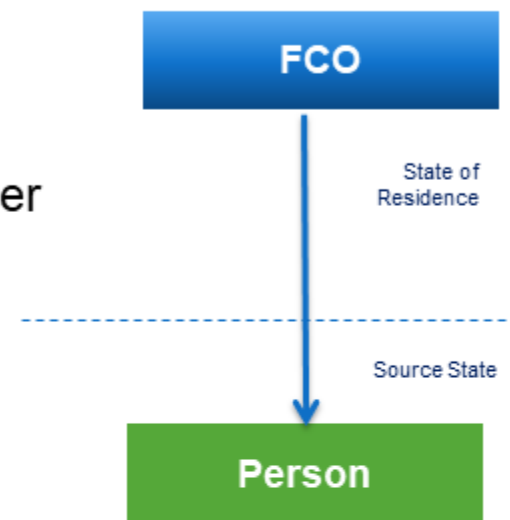 FCO
State of
Residence
er
Source State
Person